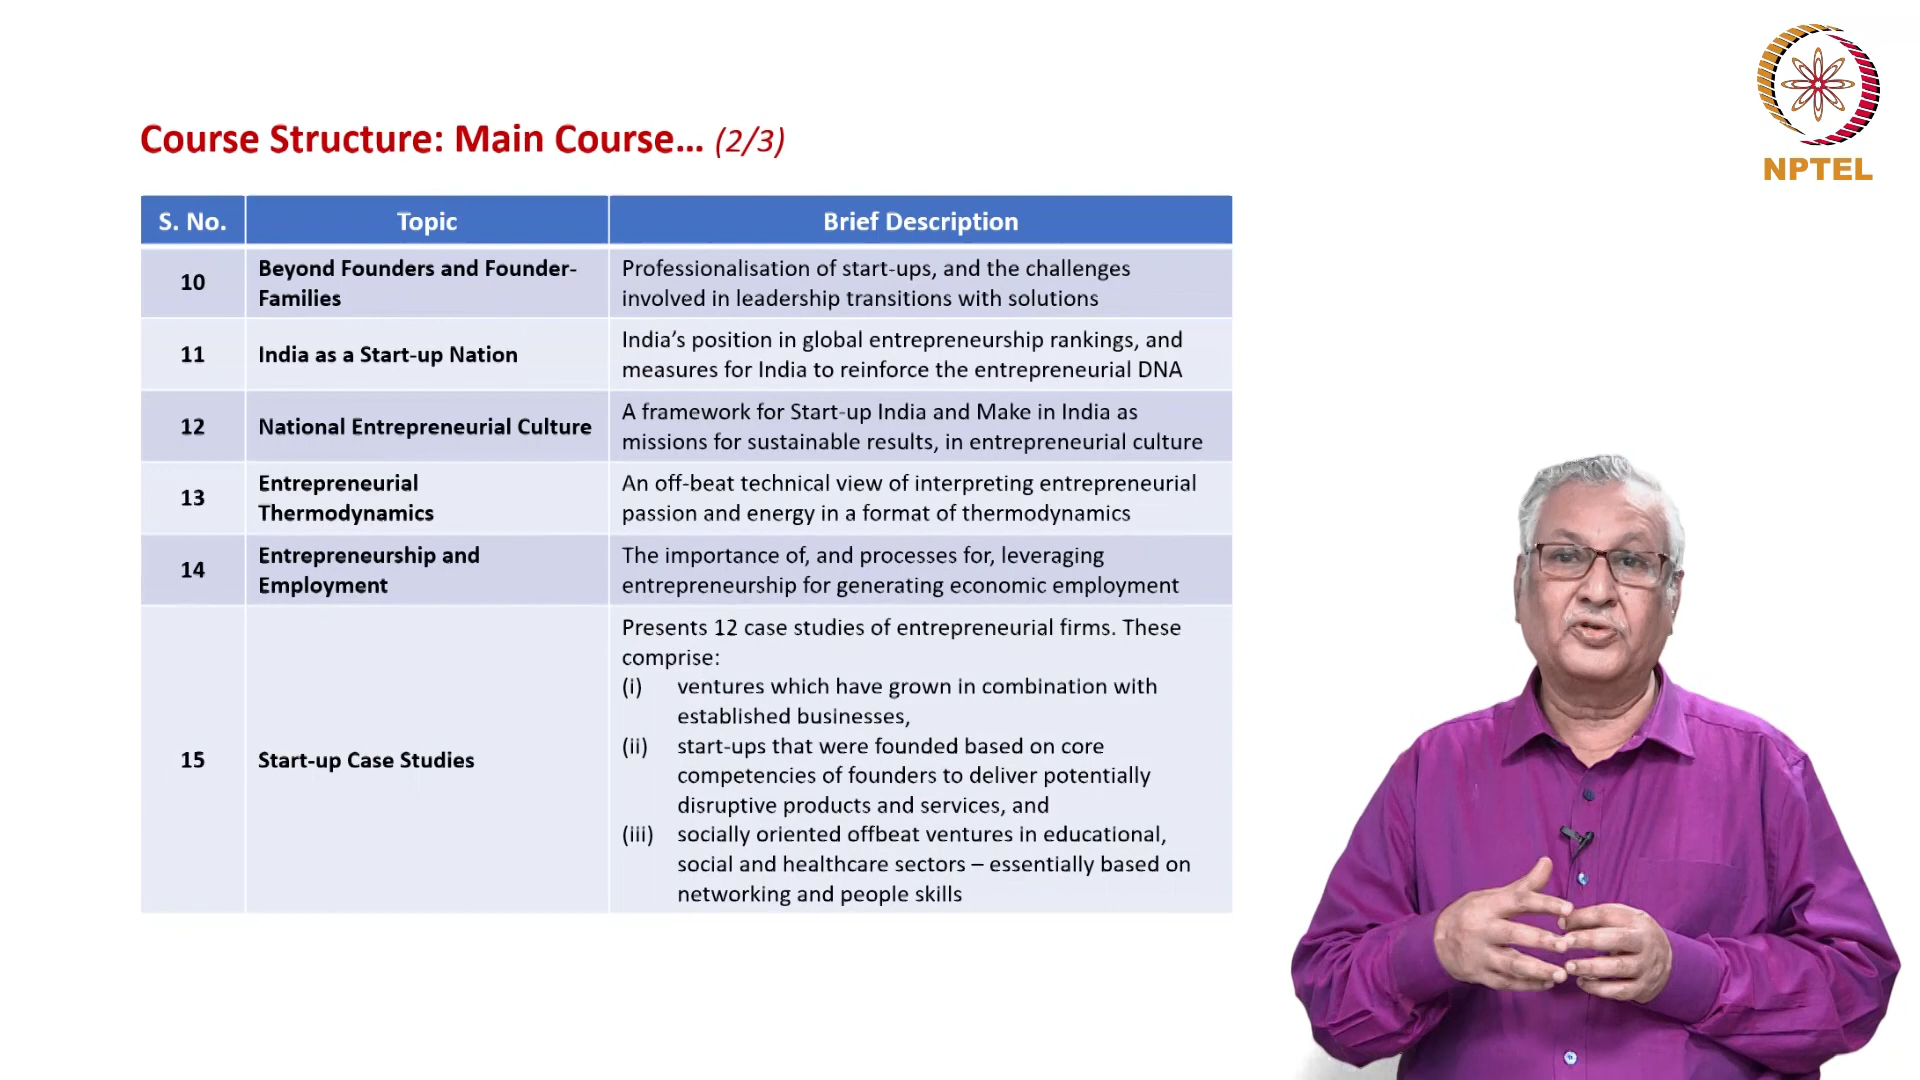 NPTEL
Course Structure: Main Course... (2/3)
S. No. Topic Brief Description
10 Beyond Founders and Founder-
Families
Professionalisation of start-ups, and the challenges
involved in leadership transitions with solutions
11 India as a Start-up Nation
India’s position in global entrepreneurship rankings, and
measures for India to reinforce the entrepreneurial DNA
12 National Entrepreneurial Culture
A framework for Start-up India and Make in India as
missions for sustainable results, in entrepreneurial culture
13 Entrepreneurial
Thermodynamics
An off-beat technical view of interpreting entrepreneurial
passion and energy in a format of thermodynamics
14 Entrepreneurship and
Employment
The importance of, and processes for, leveraging
entrepreneurship for generating economic employment
15 Start-up Case Studies
Presents 12 case studies of entrepreneurial firms. These
comprise:
(i) ventures which have grown in combination with
established businesses,
(ii) start-ups that were founded based on core
competencies of founders to deliver potentially
disruptive products and services, and
(iii) socially oriented offbeat ventures in educational,
social and healthcare sectors – essentially based on
networking and people skills